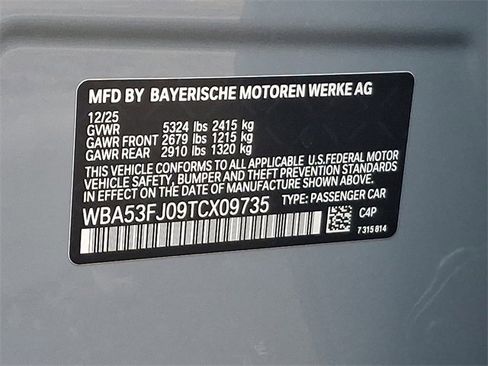 MFD BY BAYERISCHE MOTOREN WERKE AG
12/25
GVWR 5324 lbs 2415 kg
GAWR FRONT 2679 lbs 1215 kg
GAWR REAR 2910 lbs 1320 kg
THIS VEHICLE CONFORMS TO ALL APPLICABLE U.S.FEDERAL MOTOR
VEHICLE SAFETY, BUMPER, AND THEFT PREVENTION STANDARDS
IN EFFECT ON THE DATE OF MANUFACTURE SHOWN ABOVE.
WBA53FJ09TCX09735 TYPE: PASSENGER CAR
C4P
7 315 814